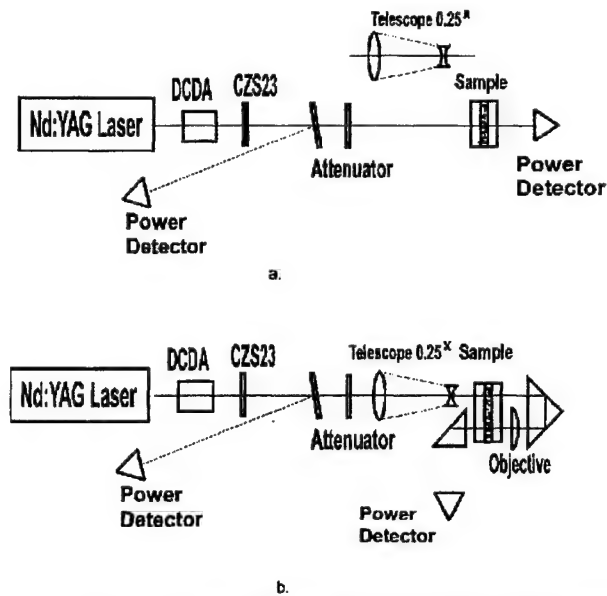 Telescope 0.25x
DCDA
CZS23
Sample
Nd:YAG Laser
Attenuator
Power
Detector
Power
Detector
a.
DCDA
CZS23
Telescope 0.25x Sample
Nd:YAG Laser
Attenuator
Objective
Power
Detector
Power
Detector
b.